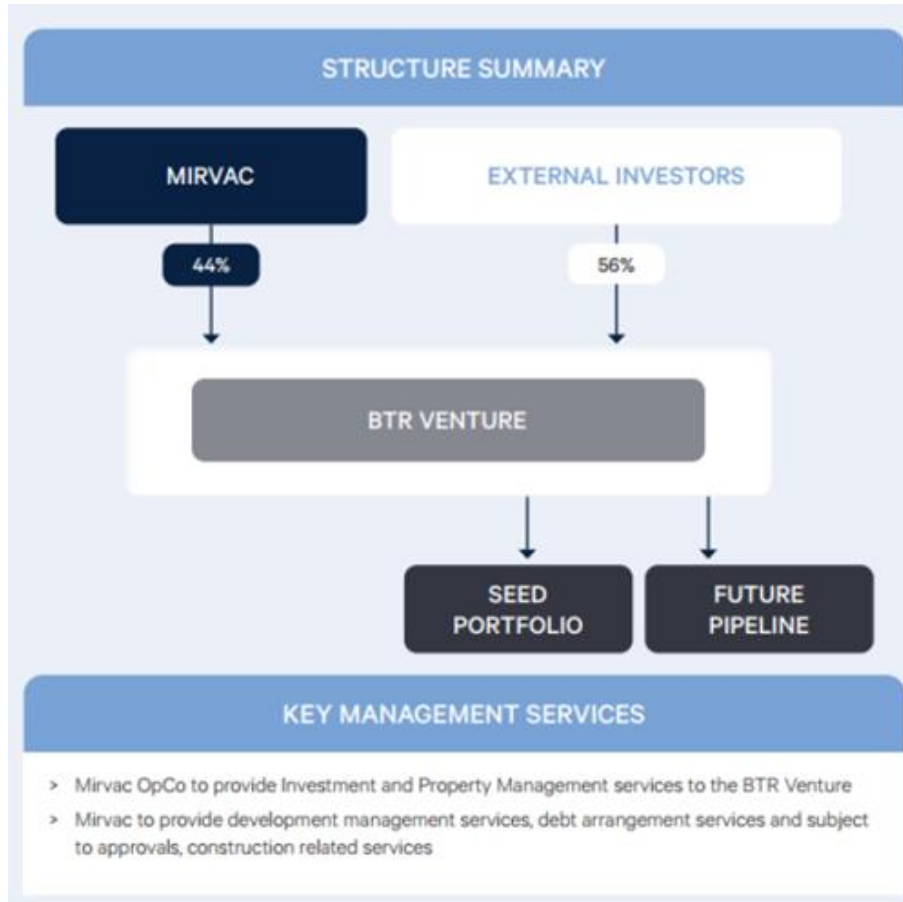 STRUCTURE SUMMARY
MIRVAC
EXTERNAL INVESTORS
44%
56%
BTR VENTURE
SEED
PORTFOLIO
FUTURE
PIPELINE
KEY MANAGEMENT SERVICES
> Mirvac OpCo to provide Investment and Property Management services to the BTR Venture
> Mirvac to provide development management services, debt arrangement services and subject
to approvals, construction related services